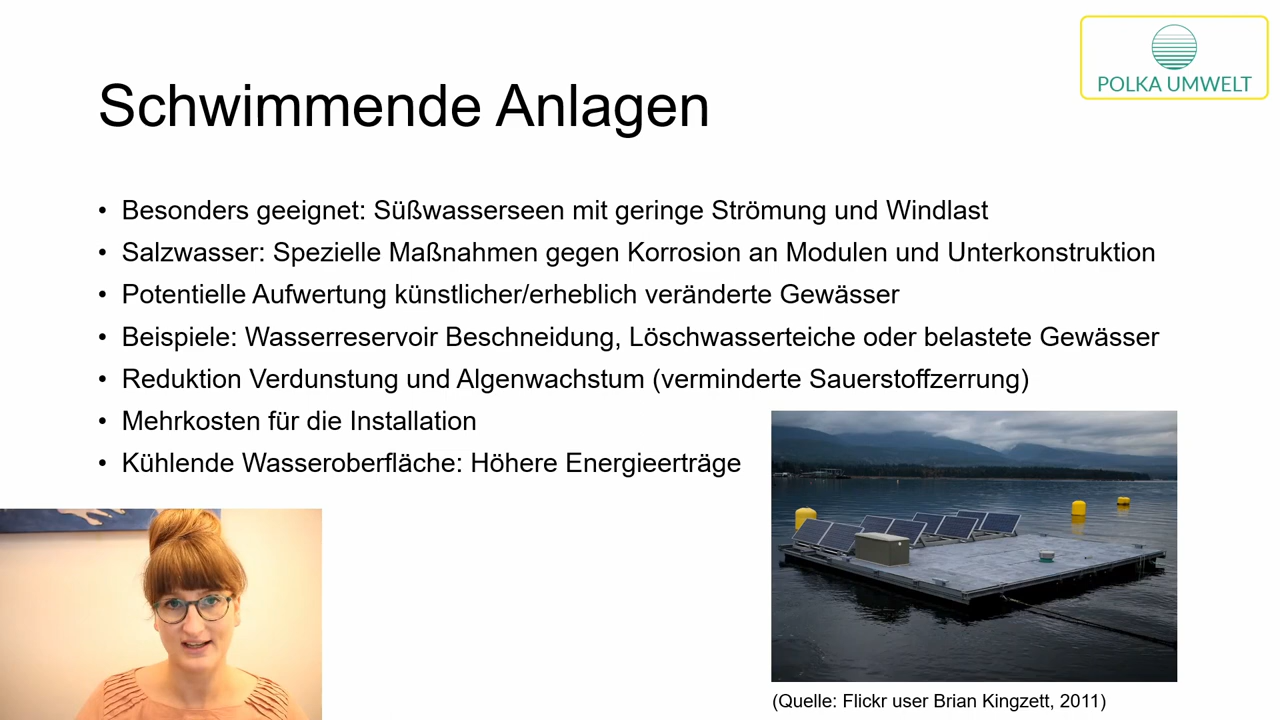 POLKA UMWELT
Schwimmende Anlagen
• Besonders geeignet: Süßwasserseen mit geringe Strömung und Windlast
• Salzwasser: Spezielle Maßnahmen gegen Korrosion an Modulen und Unterkonstruktion
• Potentielle Aufwertung künstlicher/erheblich veränderte Gewässer
• Beispiele: Wasserreservoir Beschneidung, Löschwasserteiche oder belastete Gewässer
• Reduktion Verdunstung und Algenwachstum (verminderte Sauerstoffzerrung)
• Mehrkosten für die Installation
• Kühlende Wasseroberfläche: Höhere Energieerträge
(Quelle: Flickr user Brian Kingzett, 2011)